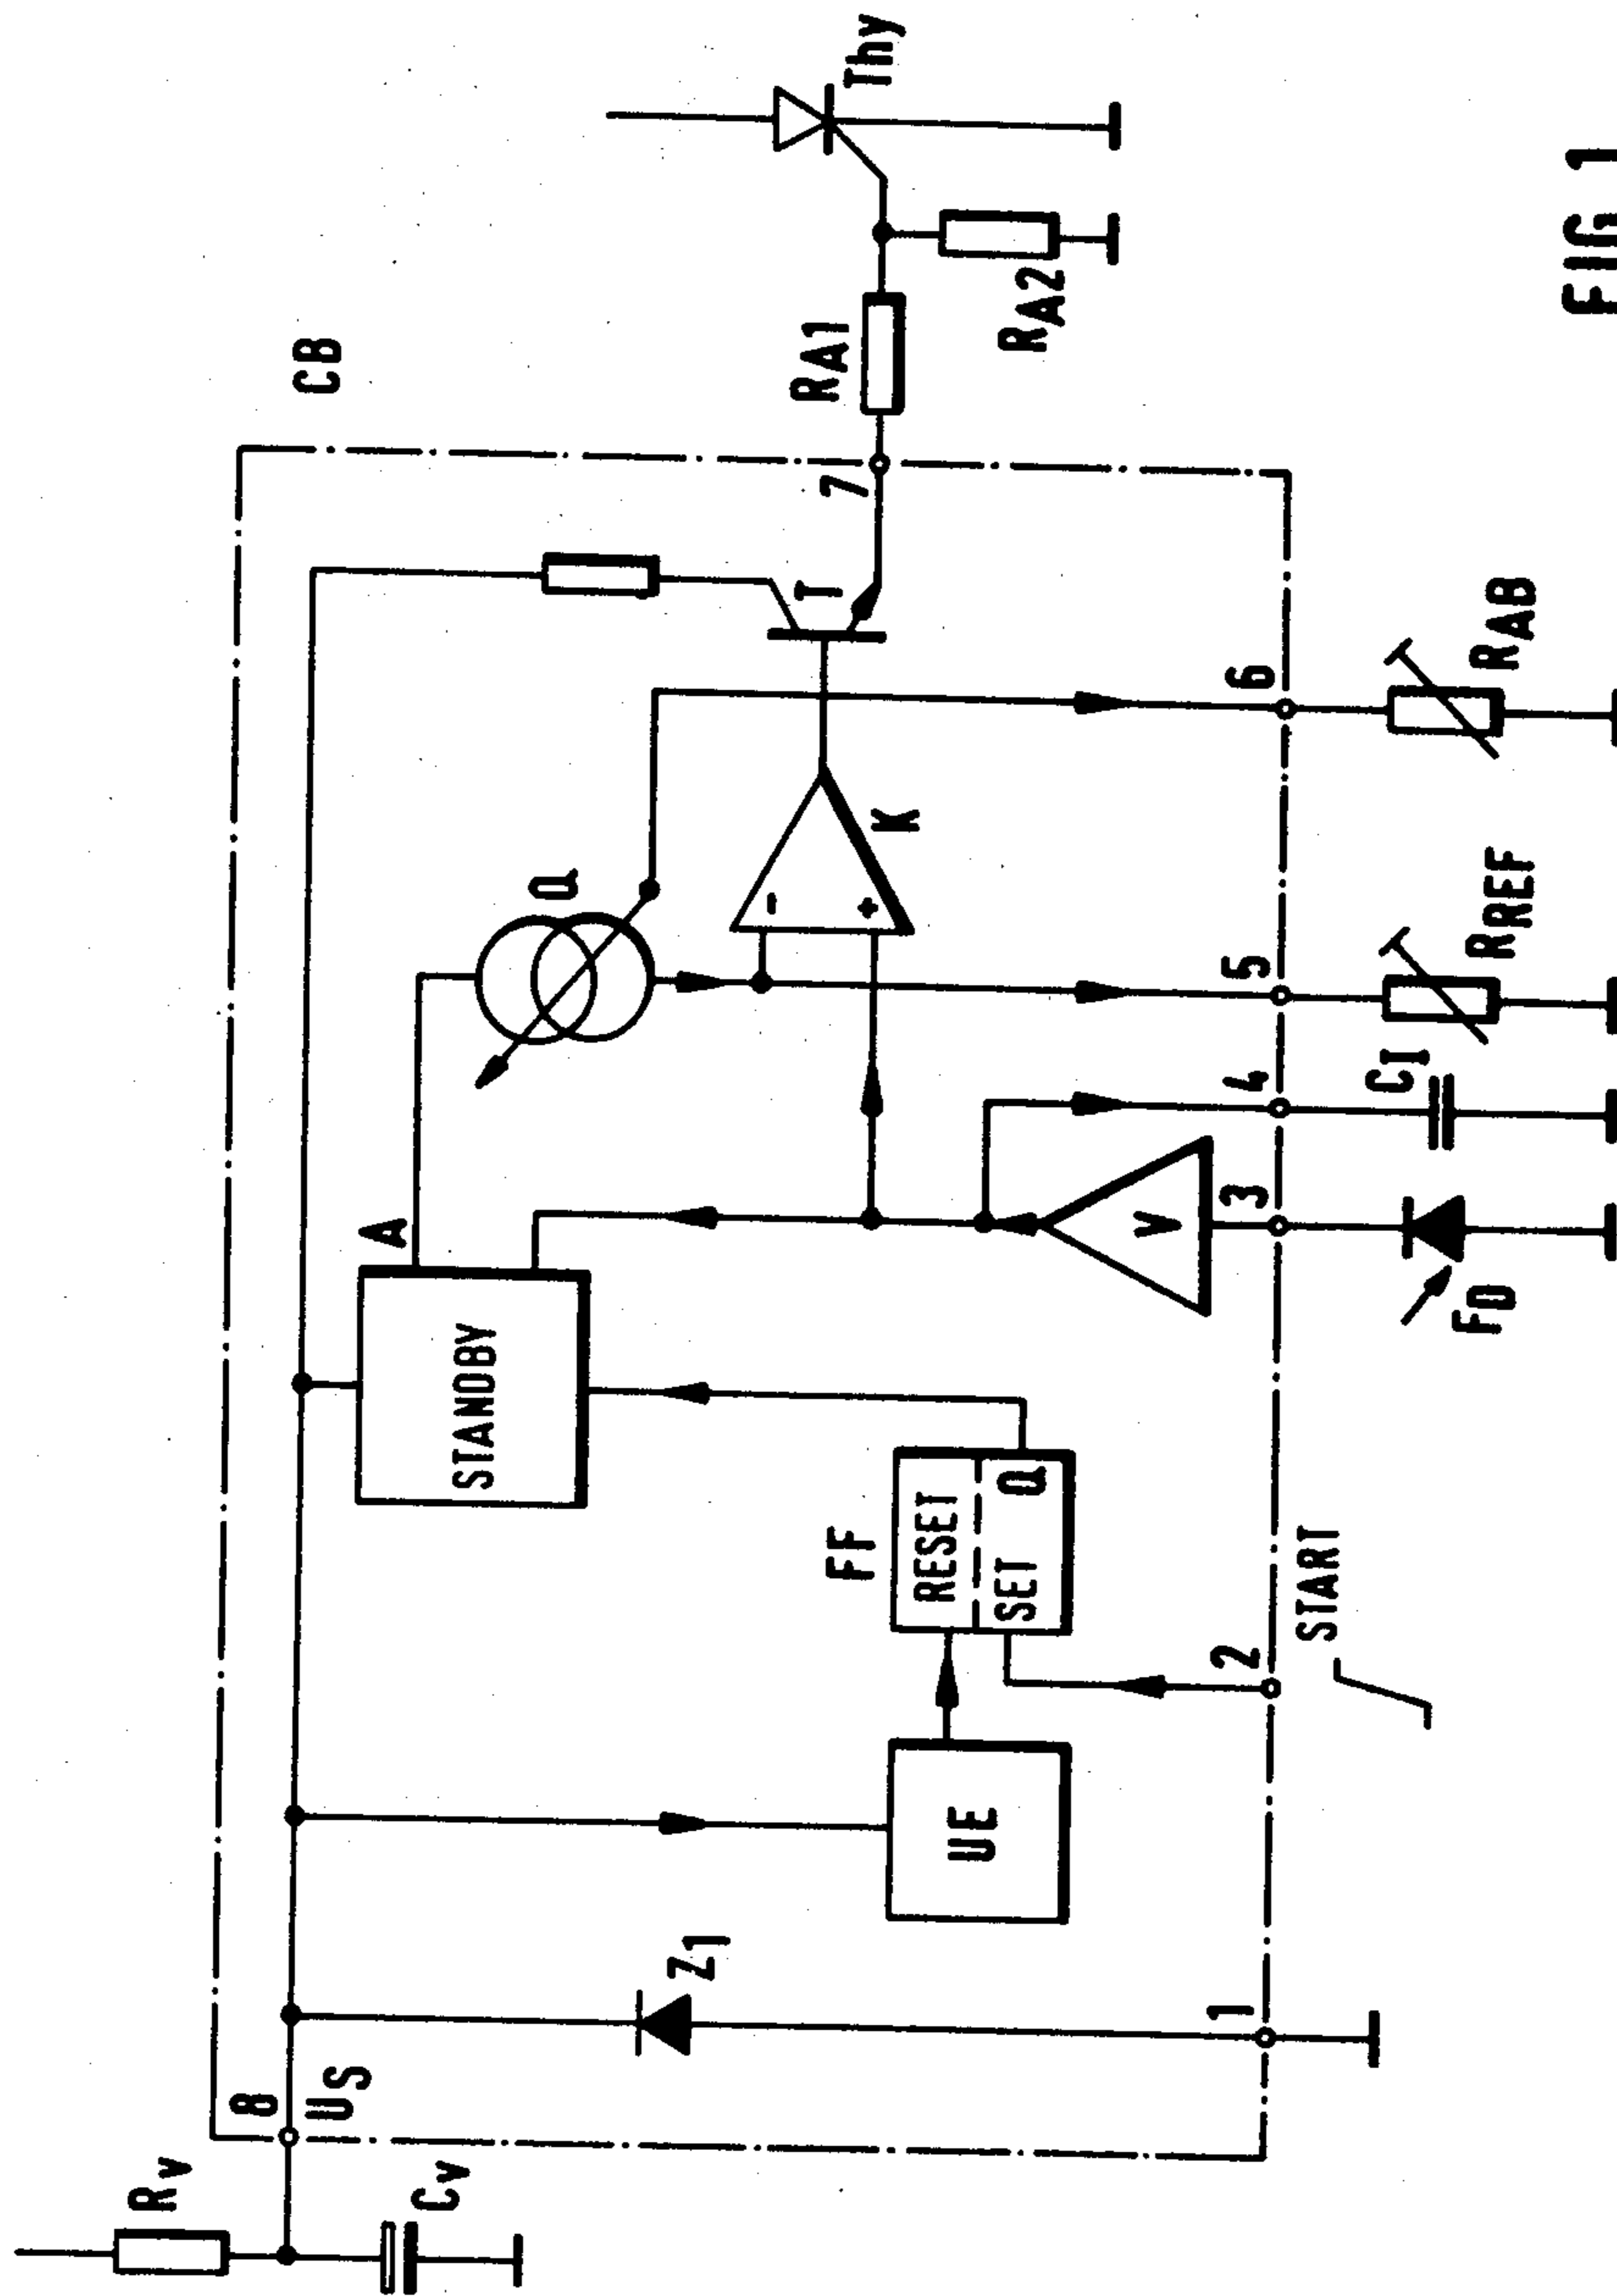 Rv
Cv
8
US
CB
Z1
UE
STANDBY
A
FF
RESET
SET Q
Q
-
+
K
V
T
7
RA1
RA2
Thy
1
2
START
3
4
5
6
FD
CI
RREF
RAB
FIG 1